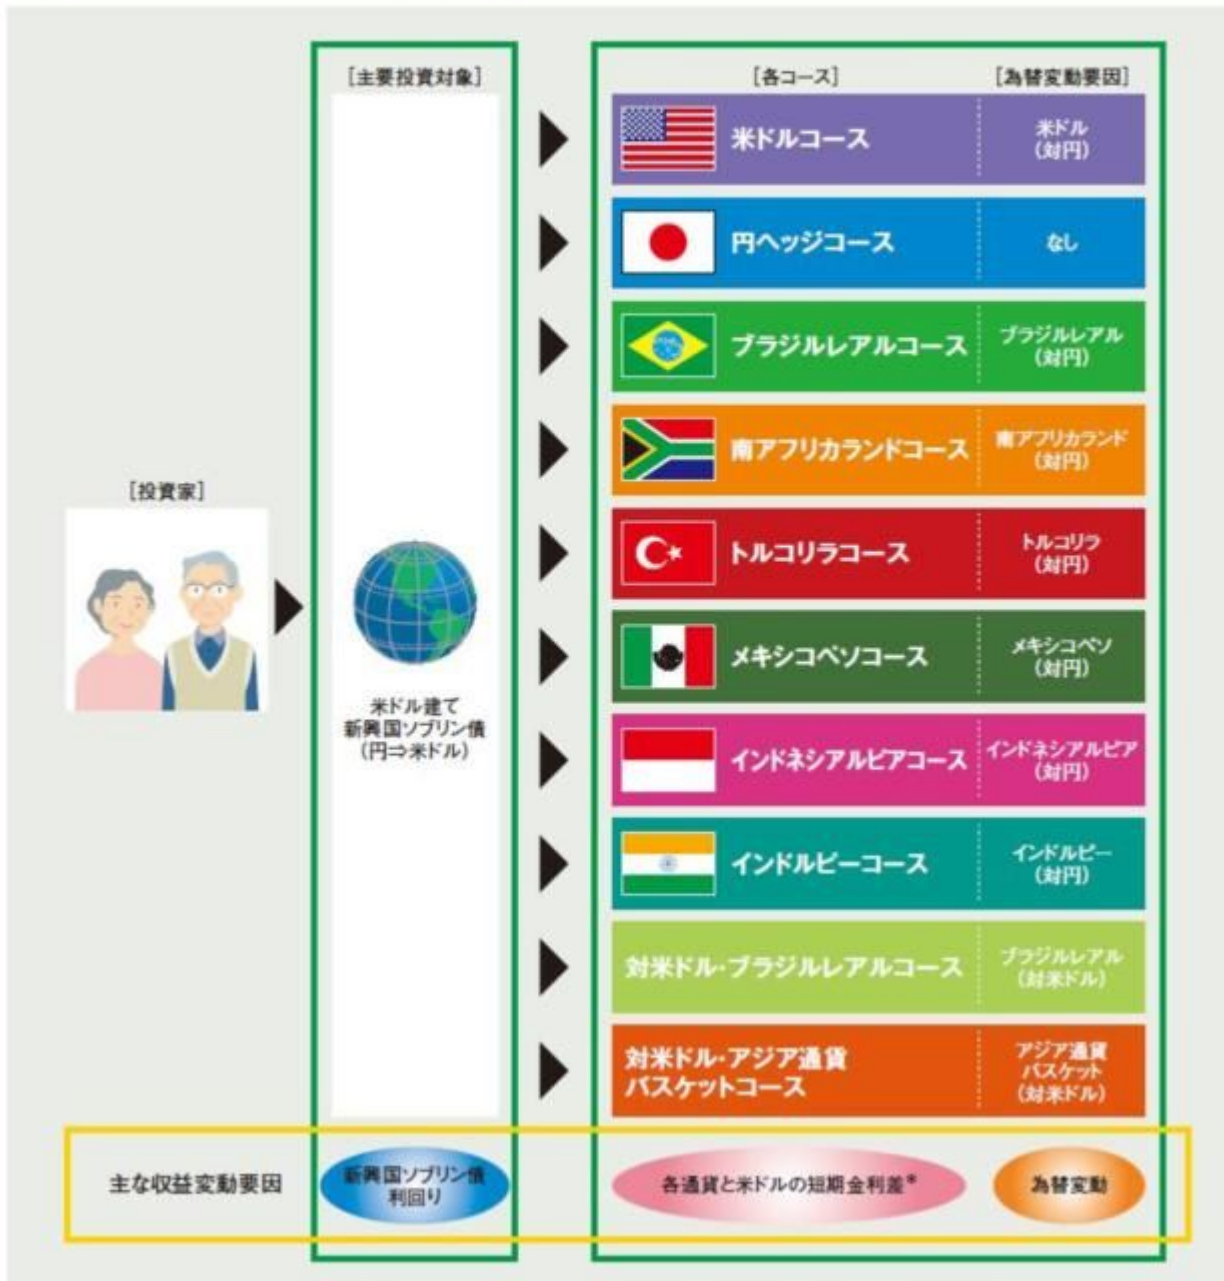 [主要投資対象]
[各コース]
[為替変動要因]
米ドルコース
米ドル
(対円)
円ヘッジコース
なし
ブラジルレアルコース
ブラジルレアル
(対円)
南アフリカランドコース
南アフリカランド
(対円)
[投資家]
トルコリラコース
トルコリラ
(対円)
メキシコペソコース
メキシコペソ
(対円)
米ドル建て
新興国ソブリン債
(円⇒米ドル)
インドネシアルピアコース
インドネシアルピア
(対円)
インドルピーコース
インドルピー
(対円)
対米ドル・ブラジルレアルコース
ブラジルレアル
(対米ドル)
対米ドル・アジア通貨
バスケットコース
アジア通貨
バスケット
(対米ドル)
主な収益変動要因
新興国ソブリン債
利回り
各通貨と米ドルの短期金利差*
為替変動